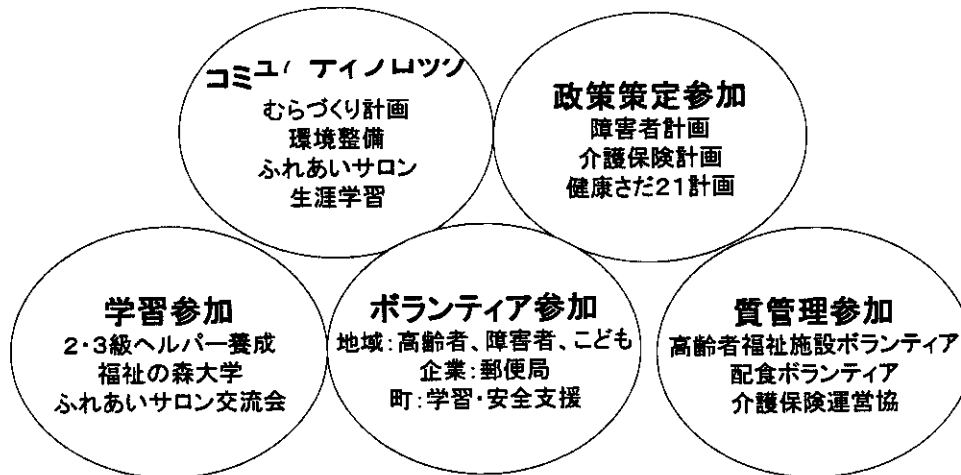 むらづくり計画
環境整備
ふれあいサロン
生涯学習
政策策定参加
障害者計画
介護保険計画
健康さだ21計画
学習参加
2・3級ヘルパー養成
福祉の森大学
ふれあいサロン交流会
ボランティア参加
地域：高齢者、障害者、こども
企業：郵便局
町：学習・安全支援
質管理参加
高齢者福祉施設ボランティア
配食ボランティア
介護保険運営協